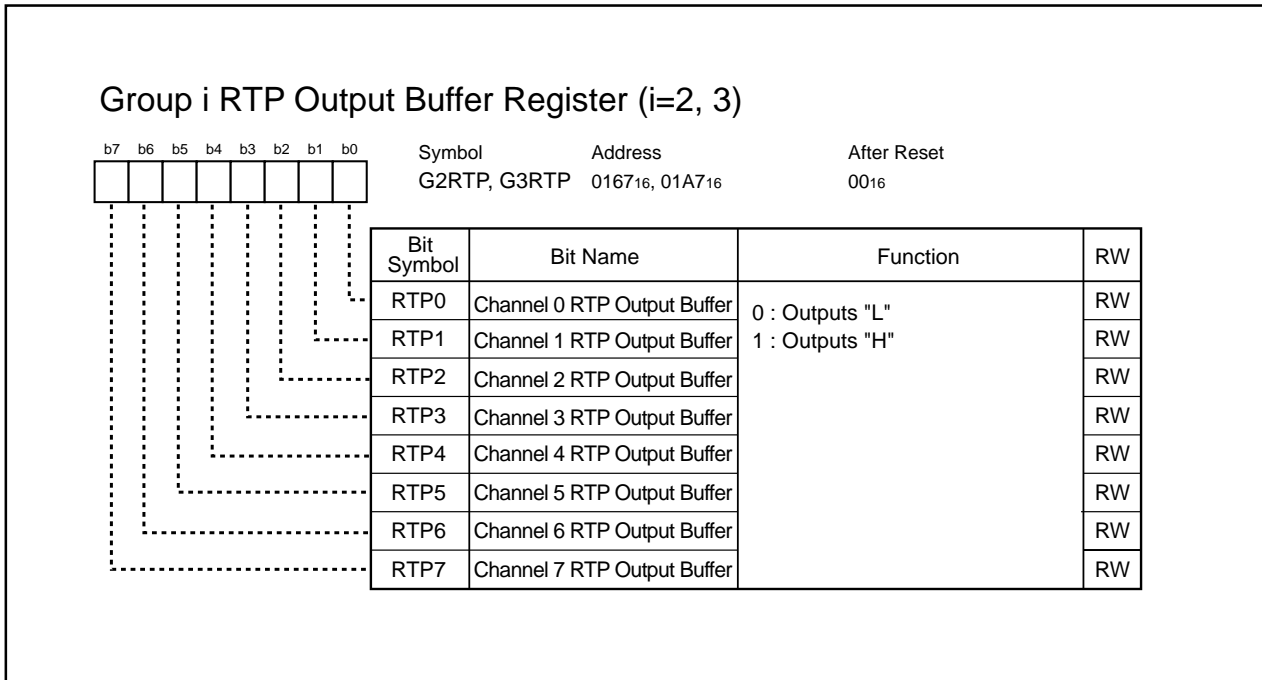 Group i RTP Output Buffer Register (i=2, 3)
b7 b6 b5 b4 b3 b2 b1 b0
Symbol Address After Reset
G2RTP, G3RTP 016716, 01A716 0016
Bit Symbol Bit Name Function RW
RTP0 Channel 0 RTP Output Buffer 0 : Outputs "L" RW
RTP1 Channel 1 RTP Output Buffer 1 : Outputs "H" RW
RTP2 Channel 2 RTP Output Buffer RW
RTP3 Channel 3 RTP Output Buffer RW
RTP4 Channel 4 RTP Output Buffer RW
RTP5 Channel 5 RTP Output Buffer RW
RTP6 Channel 6 RTP Output Buffer RW
RTP7 Channel 7 RTP Output Buffer RW